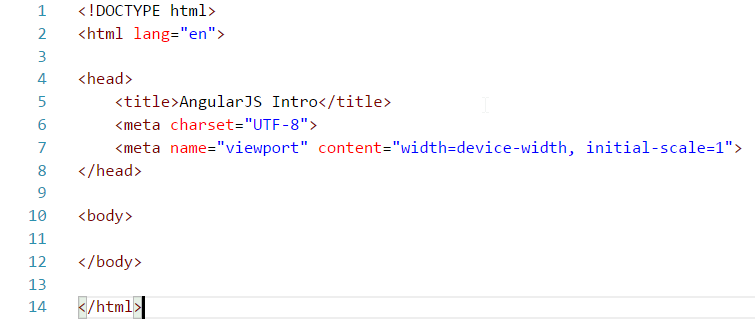 1 <!DOCTYPE html>
2 <html lang="en">
3
4 <head>
5     <title>AngularJS Intro</title>
6     <meta charset="UTF-8">
7     <meta name="viewport" content="width=device-width, initial-scale=1">
8 </head>
9
10 <body>
11
12 </body>
13
14 </html>